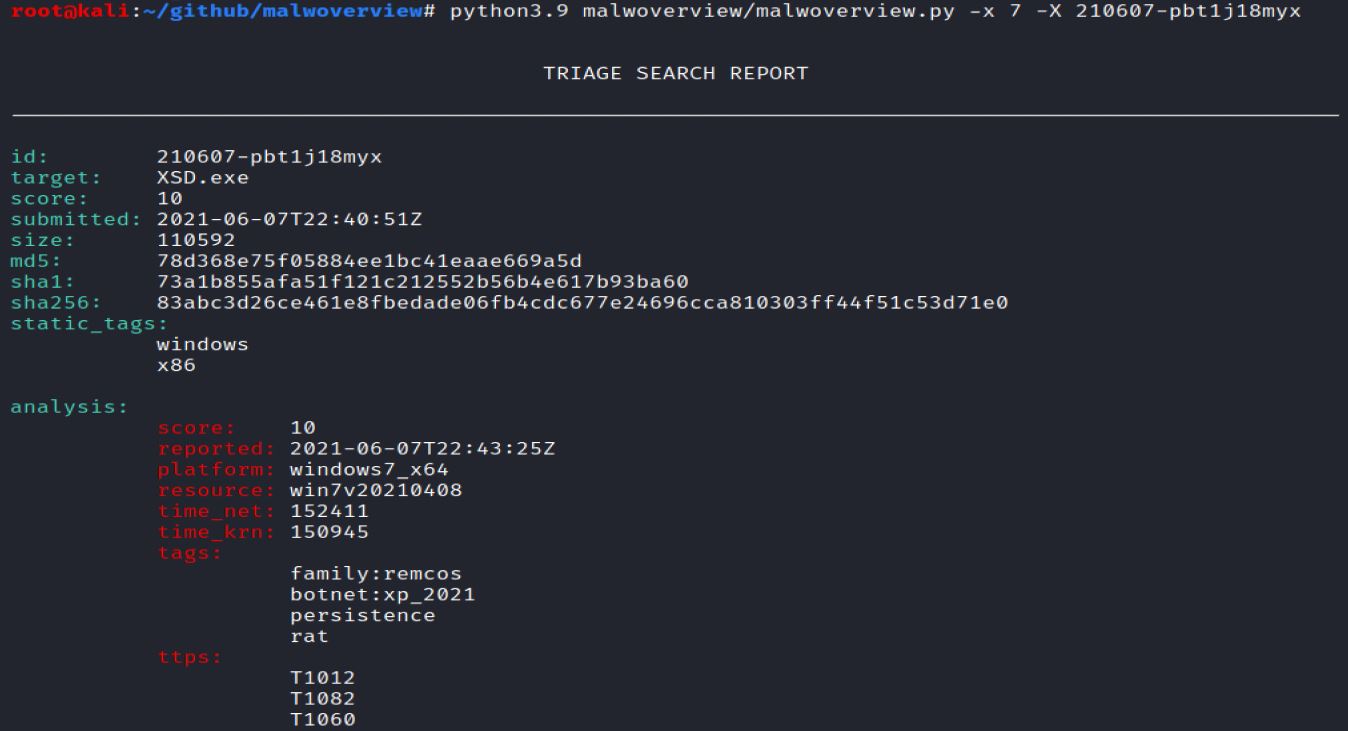 root@kali:~/github/malwoverview# python3.9 malwoverview/malwoverview.py -x 7 -X 210607-pbt1j18myx
TRIAGE SEARCH REPORT
id: 210607-pbt1j18myx
target: XSD.exe
score: 10
submitted: 2021-06-07T22:40:51Z
size: 110592
md5: 78d368e75f05884ee1bc41eaae669a5d
sha1: 73a1b855afa51f121c212552b56b4e617b93ba60
sha256: 83abc3d26ce461e8fbedade06fb4cdc677e24696cca810303ff44f51c53d71e0
static_tags:
windows
x86
analysis:
score: 10
reported: 2021-06-07T22:43:25Z
platform: windows7_x64
resource: win7v20210408
time_net: 152411
time_krn: 150945
tags:
family:remcos
botnet:xp_2021
persistence
rat
ttps:
T1012
T1082
T1060